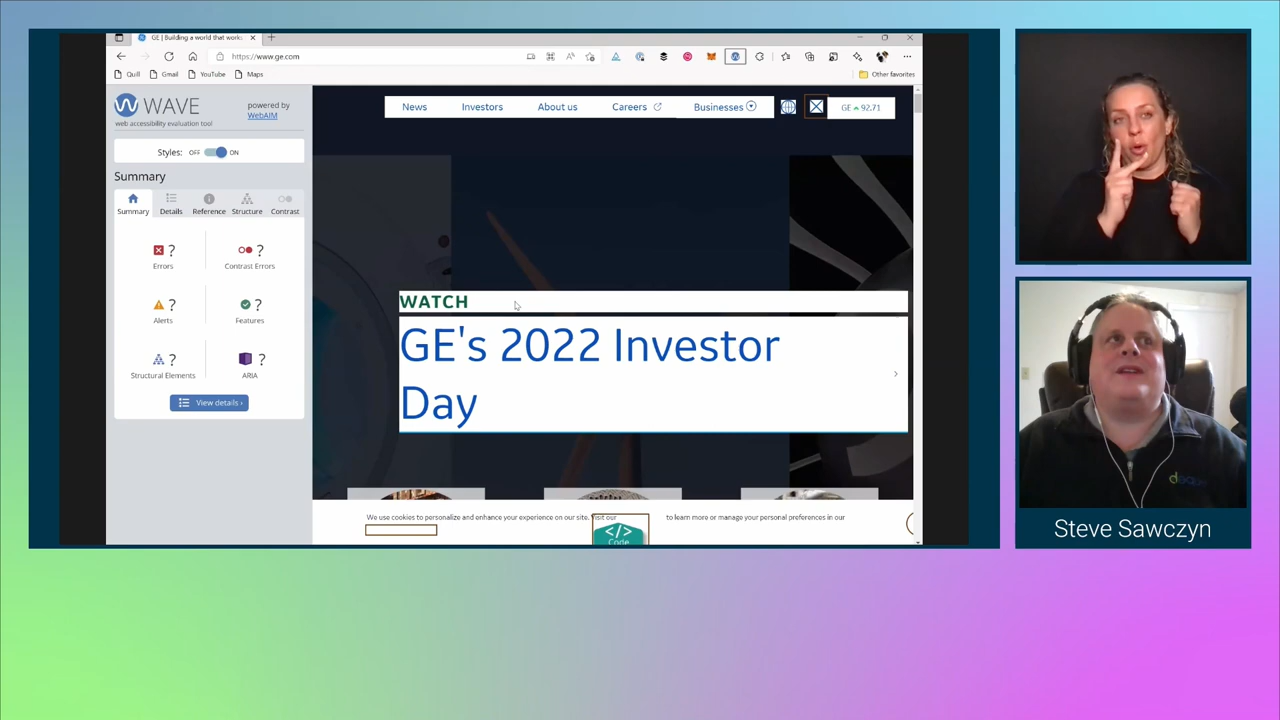 GE | Building a world that works
https://www.ge.com
Quill
Gmail
YouTube
Maps
Other favorites
WAVE
web accessibility evaluation tool
powered by
WebAIM
Styles: OFF ON
Summary
Summary
Details
Reference
Structure
Contrast
?
Errors
?
Contrast Errors
?
Alerts
?
Features
?
Structural Elements
?
ARIA
View details ›
News
Investors
About us
Careers
Businesses
GE 92.71
WATCH
GE's 2022 Investor
Day
We use cookies to personalize and enhance your experience on our site. Visit our
to learn more or manage your personal preferences in our
</>
Code
Steve Sawczyn